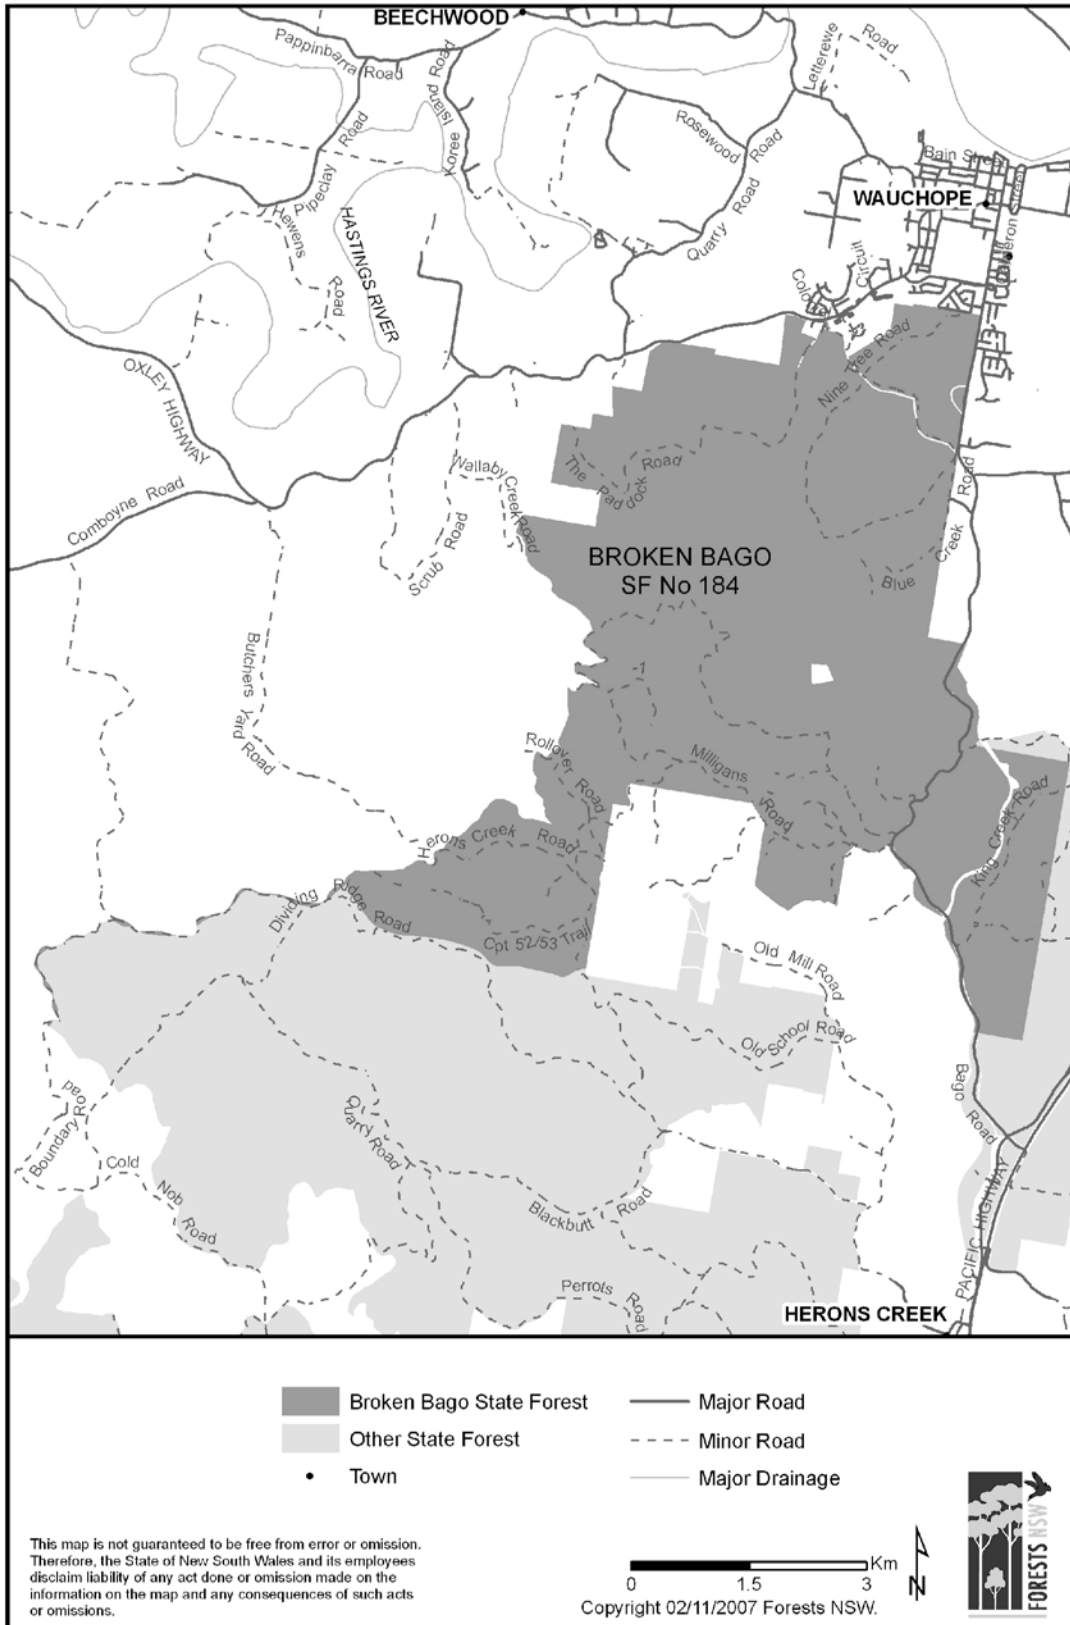 BEECHWOOD
Pappinbarra Road
Koree Island Road
Letterewe Road
Rosewood Road
Quarry Road
Bain Street
WAUCHOPE
Cameron Street
Pipeclay Road
Hewens Road
HASTINGS RIVER
Circuit
Nine Tree Road
OXLEY HIGHWAY
Comboyne Road
Wallaby Creek Road
Scrub Road
The Paddock Road
Blue Creek Road
BROKEN BAGO
SF No 184
Butchers Yard Road
Rollover Road
Milligans Road
Herons Creek Road
King Creek Road
Dividing Ridge Road
Cpt 52/53 Trail
Old Mill Road
Old School Road
Bago Road
Boundary Road
Cold Nob Road
Quarry Road
Blackbutt Road
Perrots Road
PACIFIC HIGHWAY
HERONS CREEK
Broken Bago State Forest
Other State Forest
Town
Major Road
Minor Road
Major Drainage
This map is not guaranteed to be free from error or omission.
Therefore, the State of New South Wales and its employees
disclaim liability of any act done or omission made on the
information on the map and any consequences of such acts
or omissions.
Km
0 1.5 3
Copyright 02/11/2007 Forests NSW.
N
FORESTS NSW